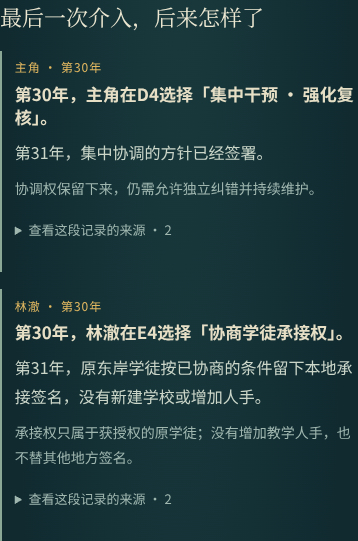 最后一次介入，后来怎样了
主角 · 第30年
第30年，主角在D4选择「集中干预 · 强化复
核」。
第31年，集中协调的方针已经签署。
协调权保留下来，仍需允许独立纠错并持续维护。
▶ 查看这段记录的来源 · 2
林澈 · 第30年
第30年，林澈在E4选择「协商学徒承接权」。
第31年，原东岸学徒按已协商的条件留下本地承
接签名，没有新建学校或增加人手。
承接权只属于获授权的原学徒；没有增加教学人手，也
不替其他地方签名。
▶ 查看这段记录的来源 · 2